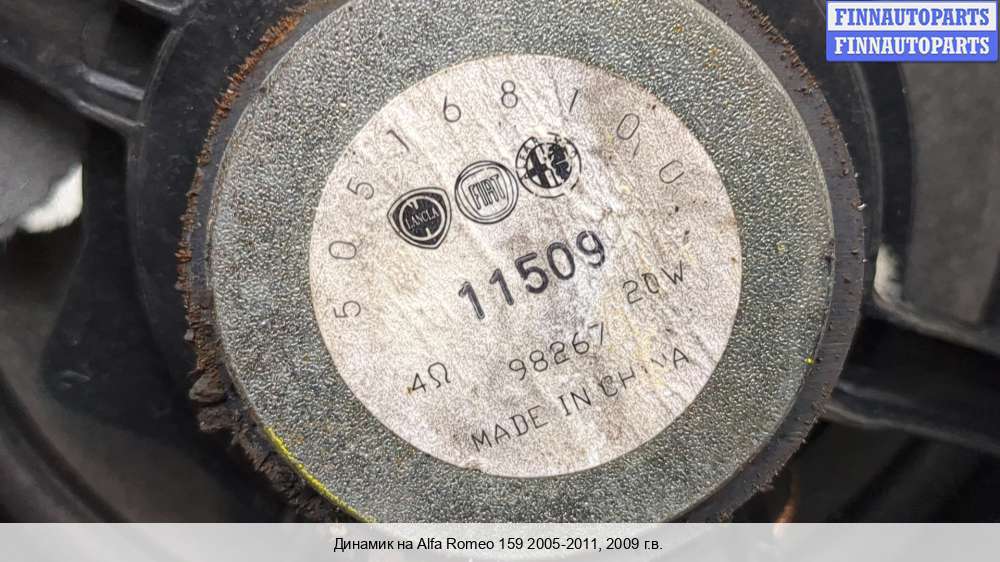 FINNAUTOPARTS
FINNAUTOPARTS
50516810
LANCIA
FIAT
11509
4Ω 98267 20W
MADE IN CHINA
Динамик на Alfa Romeo 159 2005-2011, 2009 г.в.